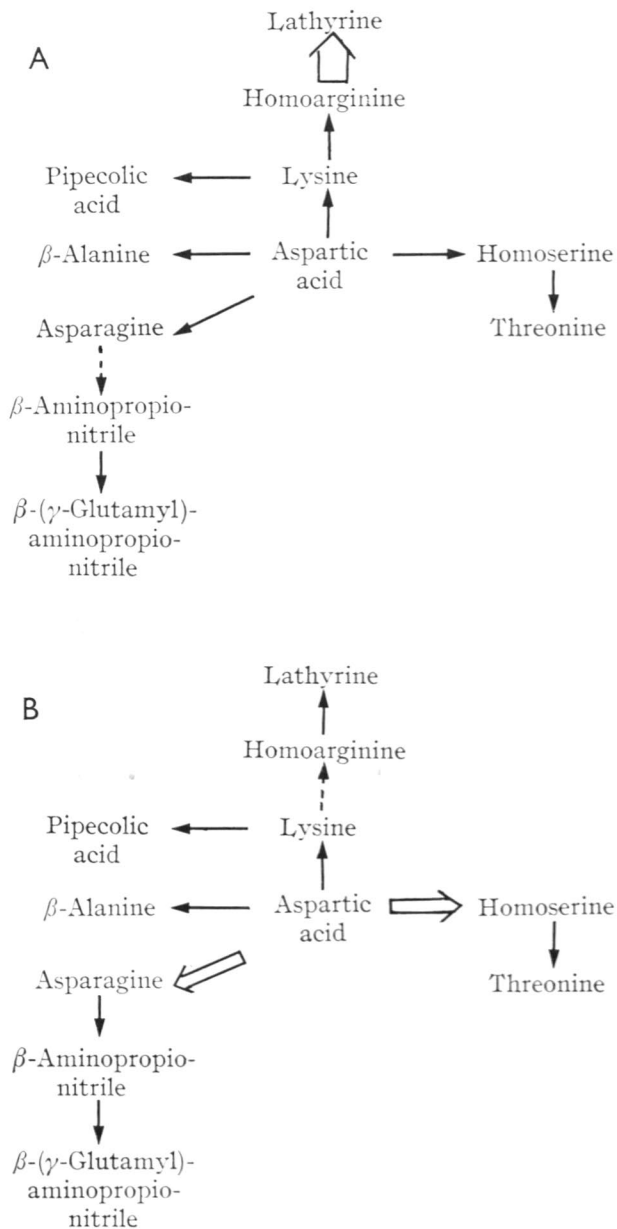 A
Lathyrine
Homoarginine
Pipecolic
acid
Lysine
β-Alanine
Aspartic
acid
Homoserine
Asparagine
Threonine
β-Aminopropio-
nitrile
β-(γ-Glutamyl)-
aminopropio-
nitrile
B
Lathyrine
Homoarginine
Pipecolic
acid
Lysine
β-Alanine
Aspartic
acid
Homoserine
Asparagine
Threonine
β-Aminopropio-
nitrile
β-(γ-Glutamyl)-
aminopropio-
nitrile